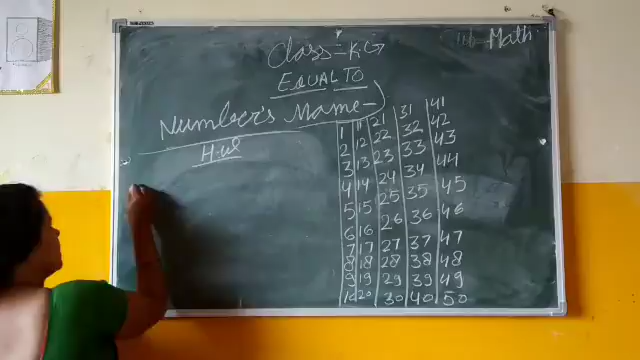 Class-KG
Sub-Math
EQUAL TO
Number's Name-
H.w
1 11 21 31 41
2 12 22 32 42
3 13 23 33 43
4 14 24 34 44
5 15 25 35 45
6 16 26 36 46
7 17 27 37 47
8 18 28 38 48
9 19 29 39 49
10 20 30 40 50